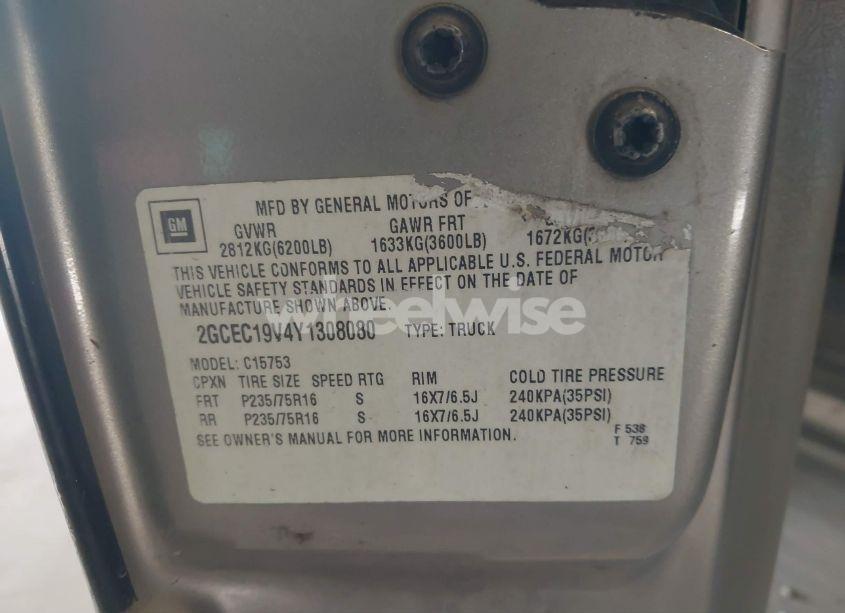 GM
MFD BY GENERAL MOTORS OF
GVWR GAWR FRT
2812KG(6200LB) 1633KG(3600LB) 1672KG(
THIS VEHICLE CONFORMS TO ALL APPLICABLE U.S. FEDERAL MOTOR
VEHICLE SAFETY STANDARDS IN EFFECT ON THE DATE OF
MANUFACTURE SHOWN ABOVE.
wheelwise
2GCEC19V4Y1308080 TYPE: TRUCK
MODEL: C15753
CPXN TIRE SIZE SPEED RTG RIM COLD TIRE PRESSURE
FRT P235/75R16 S 16X7/6.5J 240KPA(35PSI)
RR P235/75R16 S 16X7/6.5J 240KPA(35PSI)
SEE OWNER'S MANUAL FOR MORE INFORMATION.
F 538
T 759